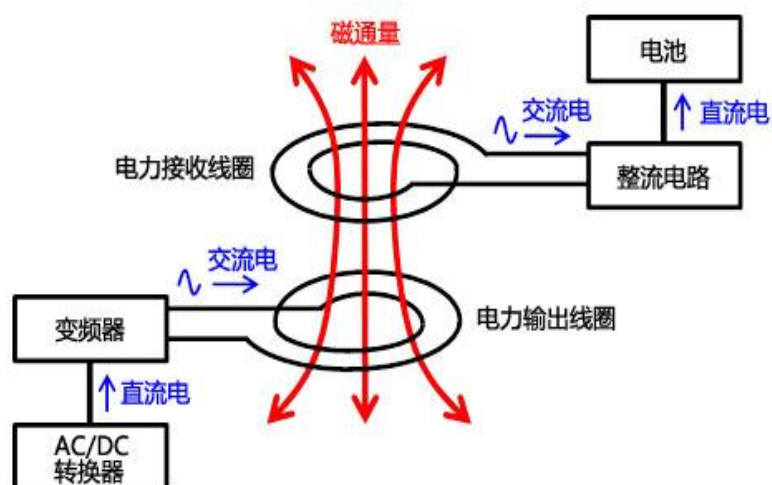 磁通量
电池
交流电
直流电
电力接收线圈
整流电路
交流电
变频器
电力输出线圈
直流电
AC/DC
转换器